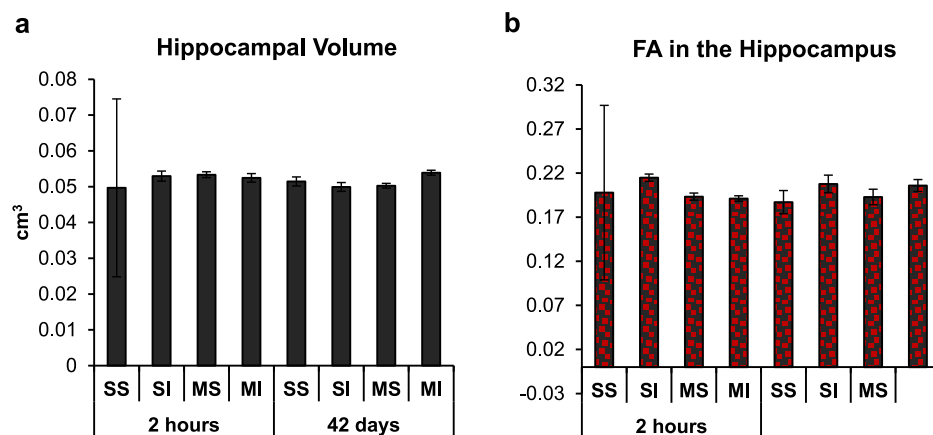 a
Hippocampal Volume
cm³
0.08
0.07
0.06
0.05
0.04
0.03
0.02
0.01
0
SS SI MS MI SS SI MS MI
2 hours 42 days
b
FA in the Hippocampus
0.32
0.27
0.22
0.17
0.12
0.07
0.02
-0.03
SS SI MS MI SS SI MS
2 hours